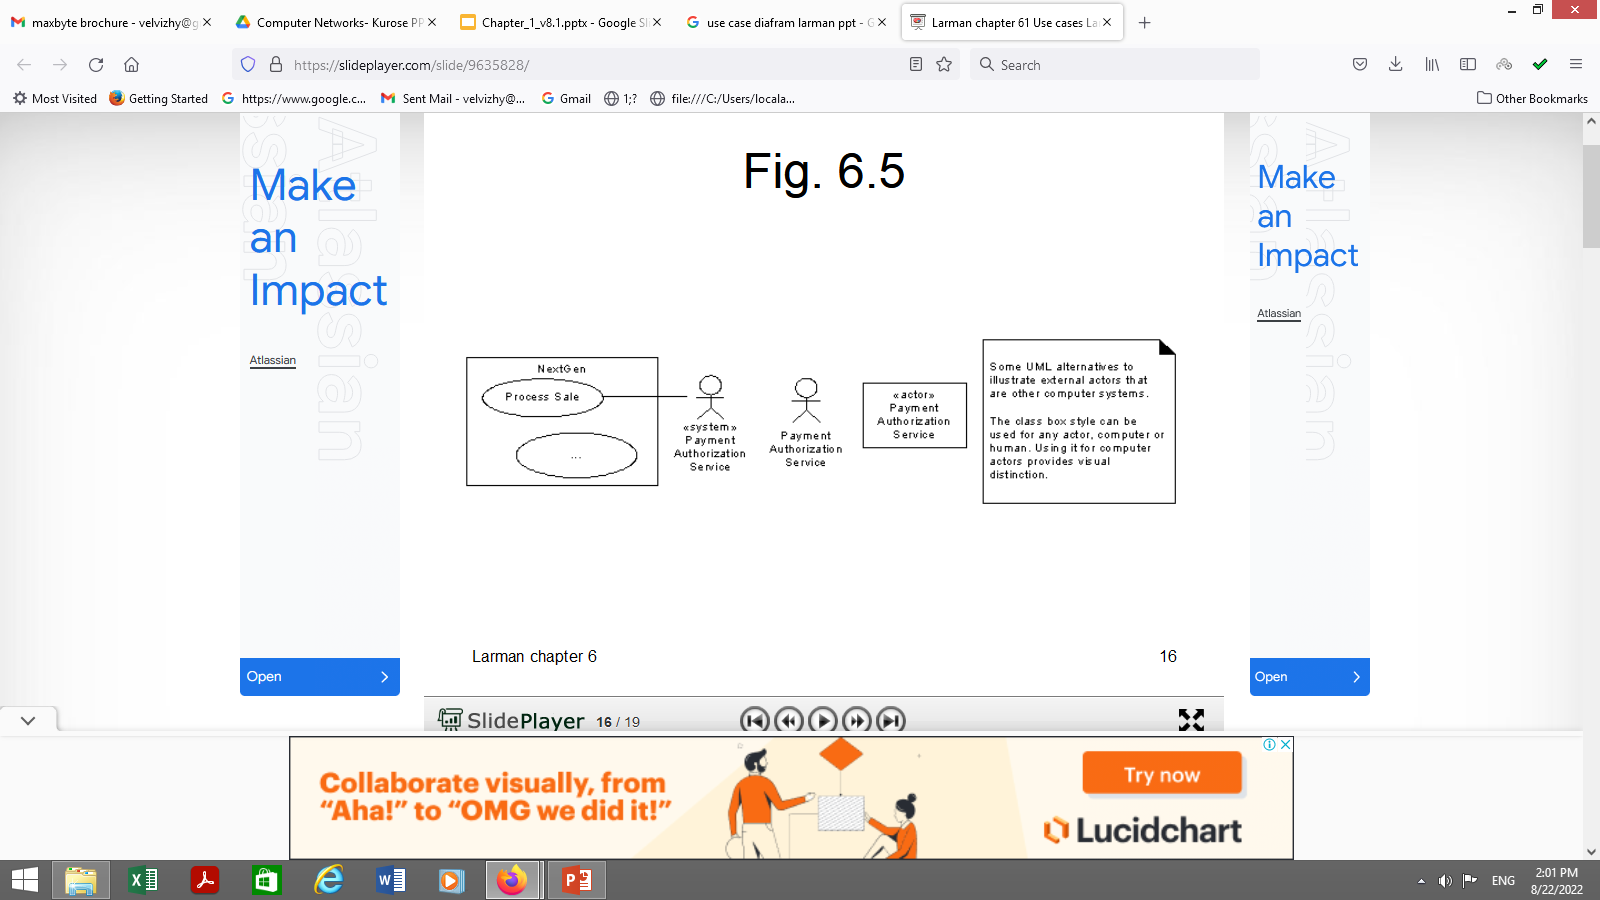 maxbyte brochure - velvizhy@g
Computer Networks- Kurose PP
Chapter_1_v8.1.pptx - Google Sli
use case diafram larman ppt - G
Larman chapter 61 Use cases La
https://slideplayer.com/slide/9635828/
Search
Most Visited
Getting Started
https://www.google.c...
Sent Mail - velvizhy@...
Gmail
1;?
file:///C:/Users/locala...
Other Bookmarks
Atlassian
Make
an
Impact
Atlassian
Open
Fig. 6.5
NextGen
Process Sale
...
«system»
Payment
Authorization
Service
Payment
Authorization
Service
«actor»
Payment
Authorization
Service
Some UML alternatives to
illustrate external actors that
are other computer systems.
The class box style can be
used for any actor, computer or
human. Using it for computer
actors provides visual
distinction.
Larman chapter 6
16
Atlassian
Make
an
Impact
Atlassian
Open
SlidePlayer
16 / 19
Collaborate visually, from
“Aha!” to “OMG we did it!”
Try now
Lucidchart
ENG
2:01 PM
8/22/2022